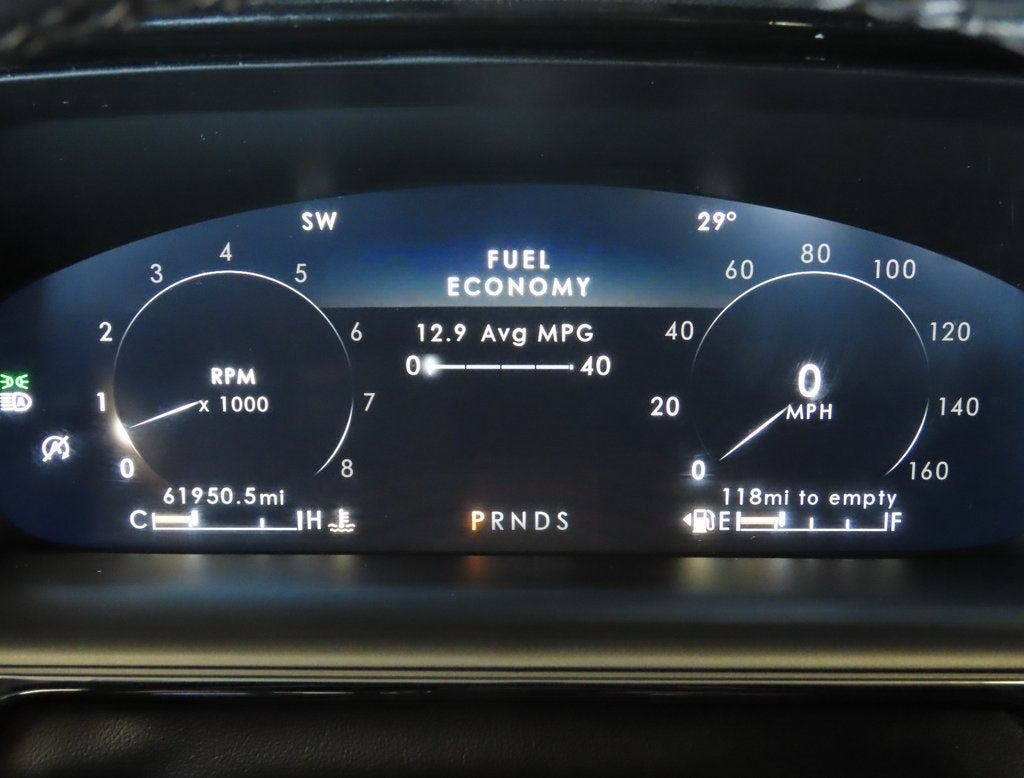 SW
29°
FUEL
ECONOMY
12.9 Avg MPG
0 40
0 1 2 3 4 5 6 7 8
RPM
x 1000
0 20 40 60 80 100 120 140 160
0
MPH
A
A
61950.5mi
C H
PRNDS
118mi to empty
E F